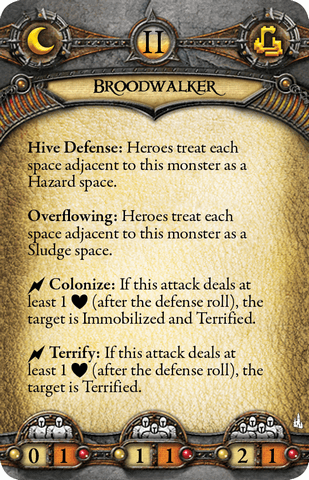 II
BROODWALKER
Hive Defense: Heroes treat each
space adjacent to this monster as a
Hazard space.
Overflowing: Heroes treat each
space adjacent to this monster as a
Sludge space.
Colonize: If this attack deals at
least 1 (after the defense roll), the
target is Immobilized and Terrified.
Terrify: If this attack deals at
least 1 (after the defense roll), the
target is Terrified.
0 1 1 1 2 1